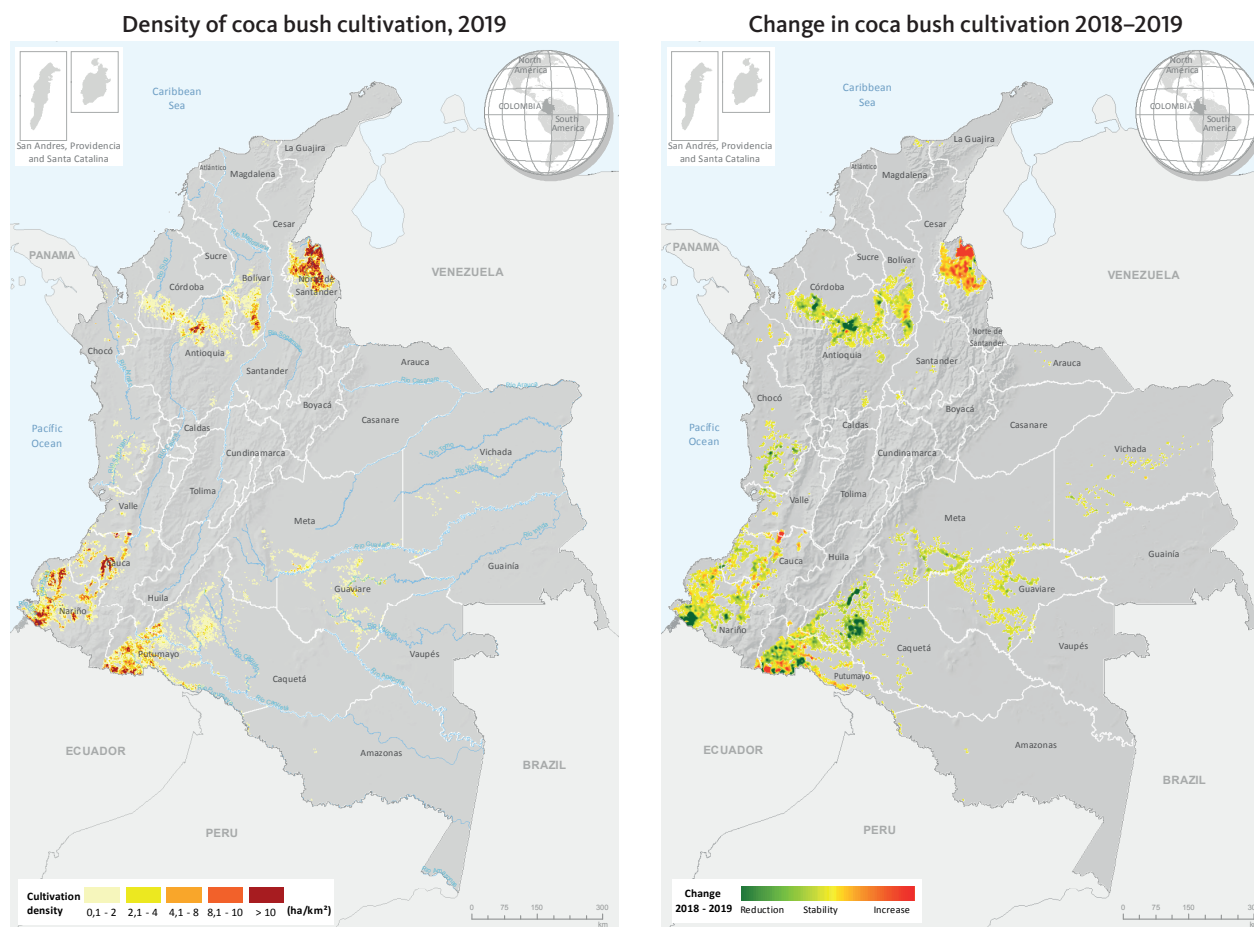 Density of coca bush cultivation, 2019
North
America
COLOMBIA
South
America
San Andres, Providencia
and Santa Catalina
Caribbean
Sea
La Guajira
Atlántico
Magdalena
Cesar
PANAMA
Sucre
VENEZUELA
Bolívar
Córdoba
Norte de
Santander
Chocó
Antioquia
Santander
Arauca
Río Casanare
Río Arauca
Boyacá
Casanare
Pacífic
Ocean
Caldas
Cundinamarca
Vichada
Tolima
Valle
Meta
Guainía
Cauca
Huila
Guaviare
Nariño
Putumayo
Vaupés
Caquetá
ECUADOR
Amazonas
BRAZIL
PERU
Cultivation
density
0,1 - 2
2,1 - 4
4,1 - 8
8,1 - 10
> 10
(ha/km²)
0
75
150
300
km
Change in coca bush cultivation 2018–2019
North
America
COLOMBIA
South
America
San Andrés, Providencia
and Santa Catalina
Caribbean
Sea
La Guajira
Atlántico
Magdalena
Cesar
PANAMA
Sucre
Bolívar
VENEZUELA
Córdoba
Norte de
Santander
Antioquia
Santander
Arauca
Chocó
Boyacá
Casanare
Caldas
Pacific
Ocean
Cundinamarca
Vichada
Tolima
Valle
Meta
Guainía
Cauca
Huila
Guaviare
Nariño
Caquetá
Vaupés
Putumayo
ECUADOR
Amazonas
BRAZIL
PERU
Change
2018 - 2019
Reduction
Stability
Increase
0
75
150
km